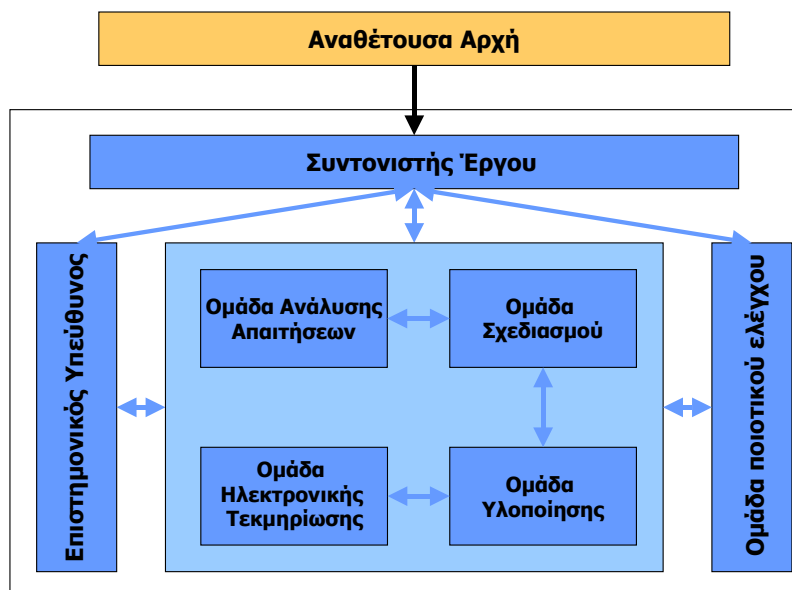 Αναθέτουσα Αρχή
Συντονιστής Έργου
Επιστημονικός Υπεύθυνος
Ομάδα Ανάλυσης
Απαιτήσεων
Ομάδα
Σχεδιασμού
Ομάδα
Ηλεκτρονικής
Τεκμηρίωσης
Ομάδα
Υλοποίησης
Ομάδα ποιοτικού ελέγχου